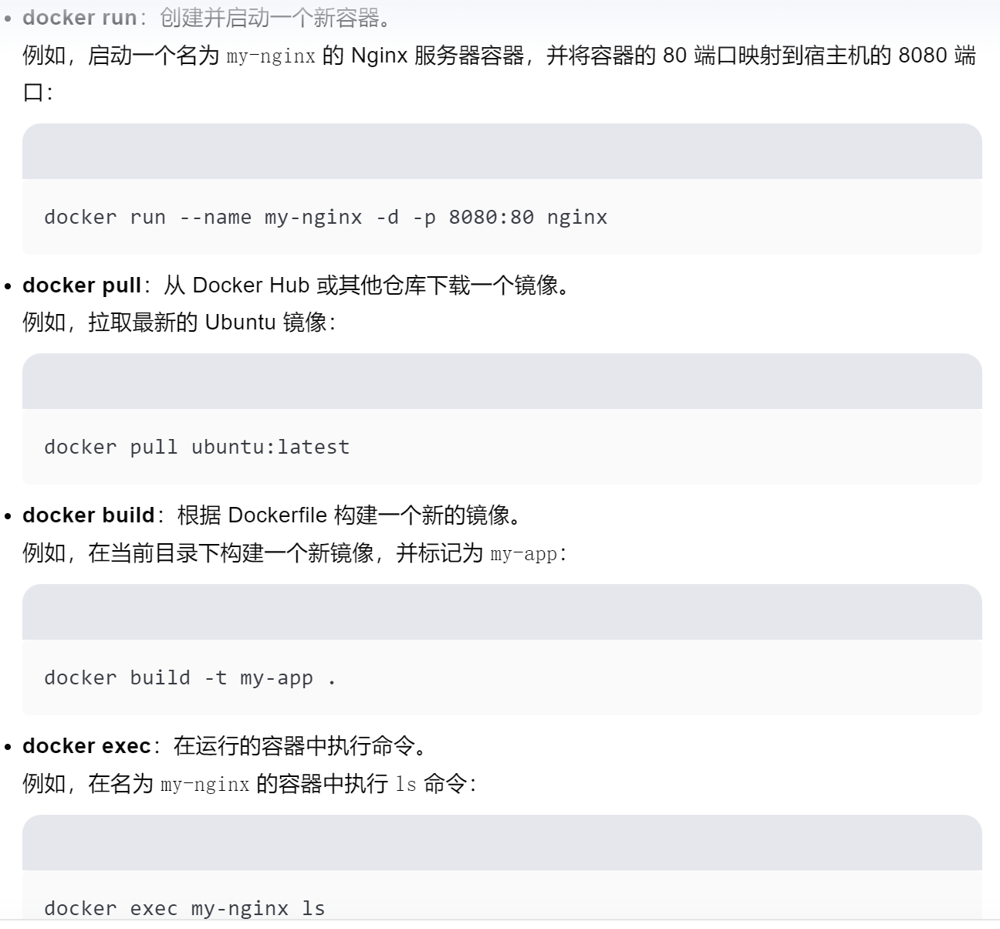 • docker run：创建并启动一个新容器。
例如，启动一个名为 my-nginx 的 Nginx 服务器容器，并将容器的 80 端口映射到宿主机的 8080 端
口：
docker run --name my-nginx -d -p 8080:80 nginx
• docker pull：从 Docker Hub 或其他仓库下载一个镜像。
例如，拉取最新的 Ubuntu 镜像：
docker pull ubuntu:latest
• docker build：根据 Dockerfile 构建一个新的镜像。
例如，在当前目录下构建一个新镜像，并标记为 my-app：
docker build -t my-app .
• docker exec：在运行的容器中执行命令。
例如，在名为 my-nginx 的容器中执行 ls 命令：
docker exec my-nginx ls